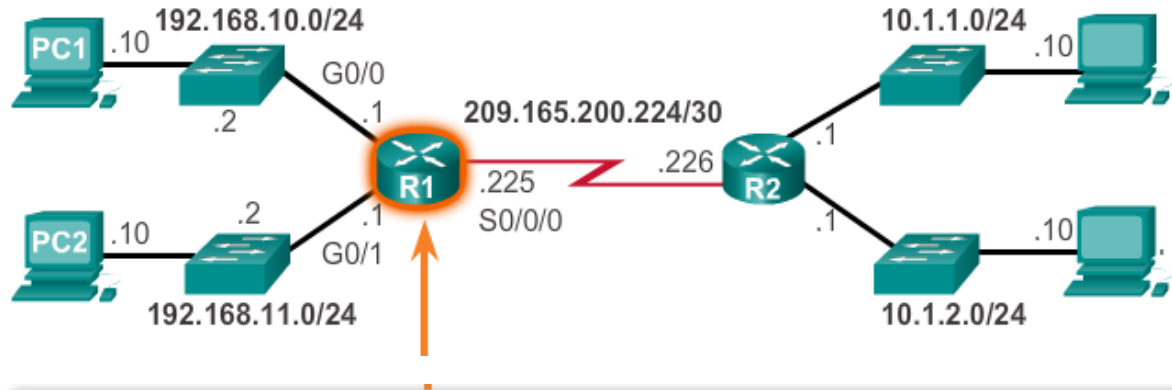 192.168.10.0/24
10.1.1.0/24
PC1
.10
.10
G0/0
.2
.1
209.165.200.224/30
.1
R1
.225
.226
R2
S0/0/0
PC2
.10
.2
.1
G0/1
.1
.10
192.168.11.0/24
10.1.2.0/24